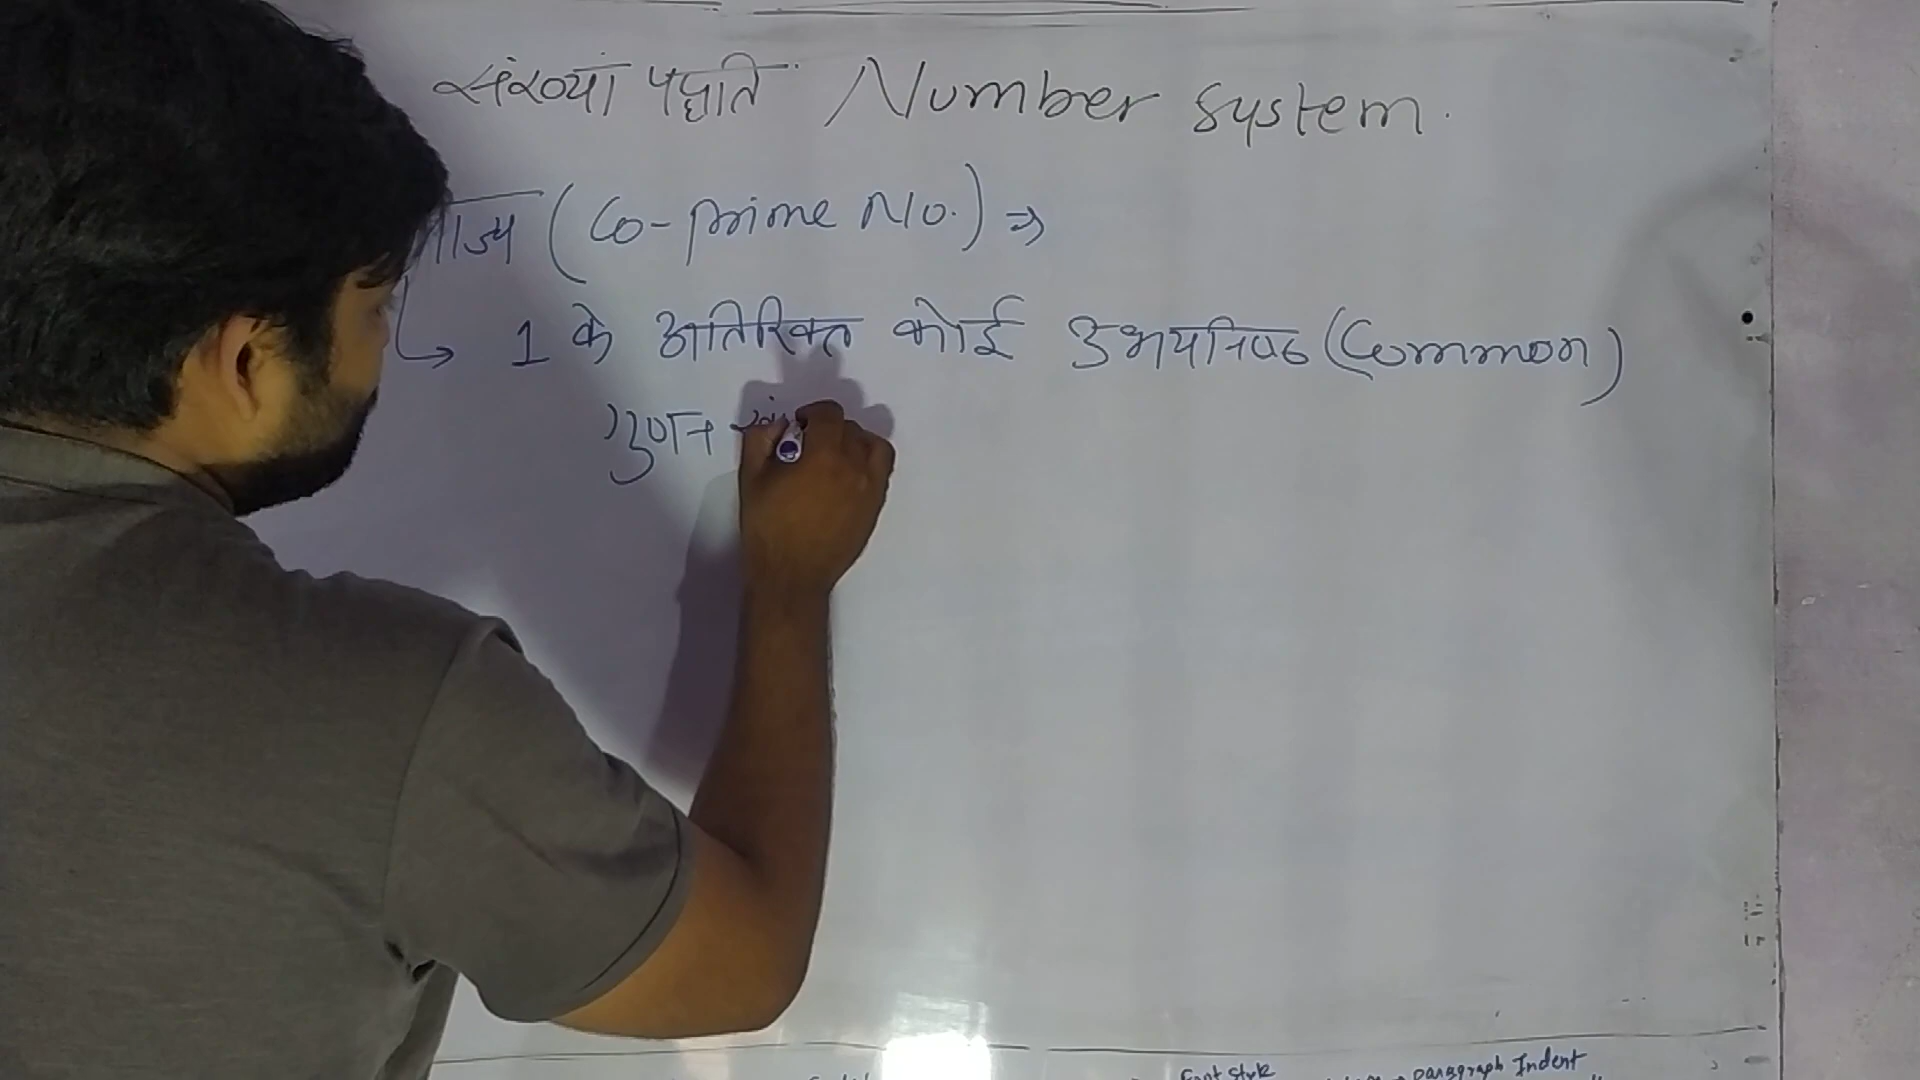 संख्या पद्धति Number System.
(Co-prime No.) ⇒
↳ 1 के अतिरिक्त कोई उभयनिष्ठ (Common)
गुणन
Font Style
paragraph Indent